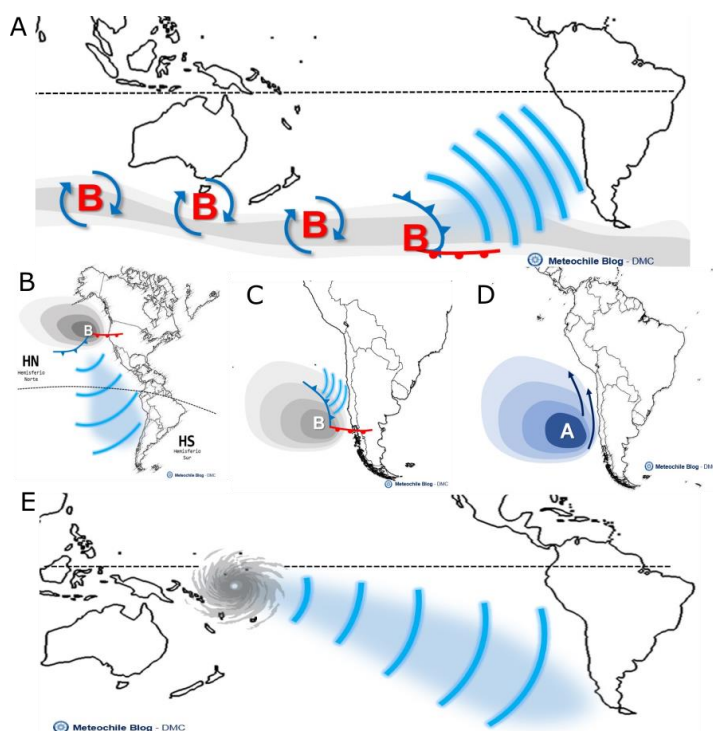 A
B
B
B
B
Meteochile Blog - DMC
B
B
HN
Hemisferio
Norte
HS
Hemisferio
Sur
Meteochile Blog - DMC
C
B
Meteochile Blog - DMC
D
A
Meteochile Blog - DMC
E
Meteochile Blog - DMC